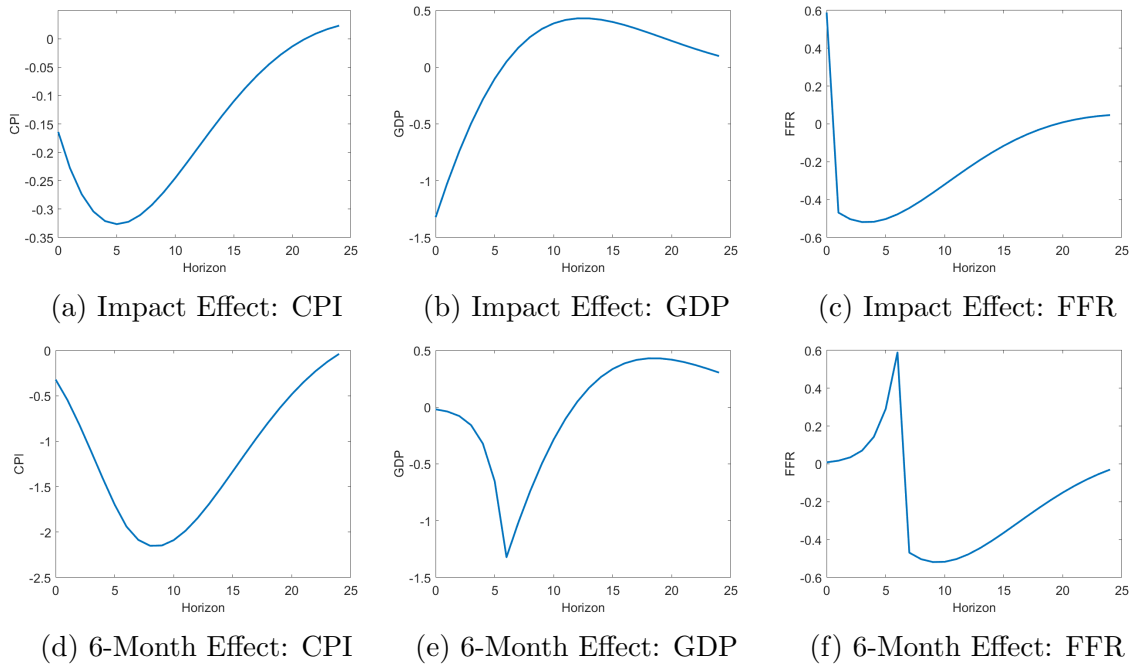 0
-0.05
-0.1
-0.15
-0.2
-0.25
-0.3
-0.35
CPI
0 5 10 15 20 25
Horizon
0.5
0
-0.5
-1
-1.5
GDP
0 5 10 15 20 25
Horizon
0.6
0.4
0.2
0
-0.2
-0.4
-0.6
FFR
0 5 10 15 20 25
Horizon
(a) Impact Effect: CPI
(b) Impact Effect: GDP
(c) Impact Effect: FFR
0
-0.5
-1
-1.5
-2
-2.5
CPI
0 5 10 15 20 25
Horizon
0.5
0
-0.5
-1
-1.5
GDP
0 5 10 15 20 25
Horizon
0.6
0.4
0.2
0
-0.2
-0.4
-0.6
FFR
0 5 10 15 20 25
Horizon
(d) 6-Month Effect: CPI
(e) 6-Month Effect: GDP
(f) 6-Month Effect: FFR